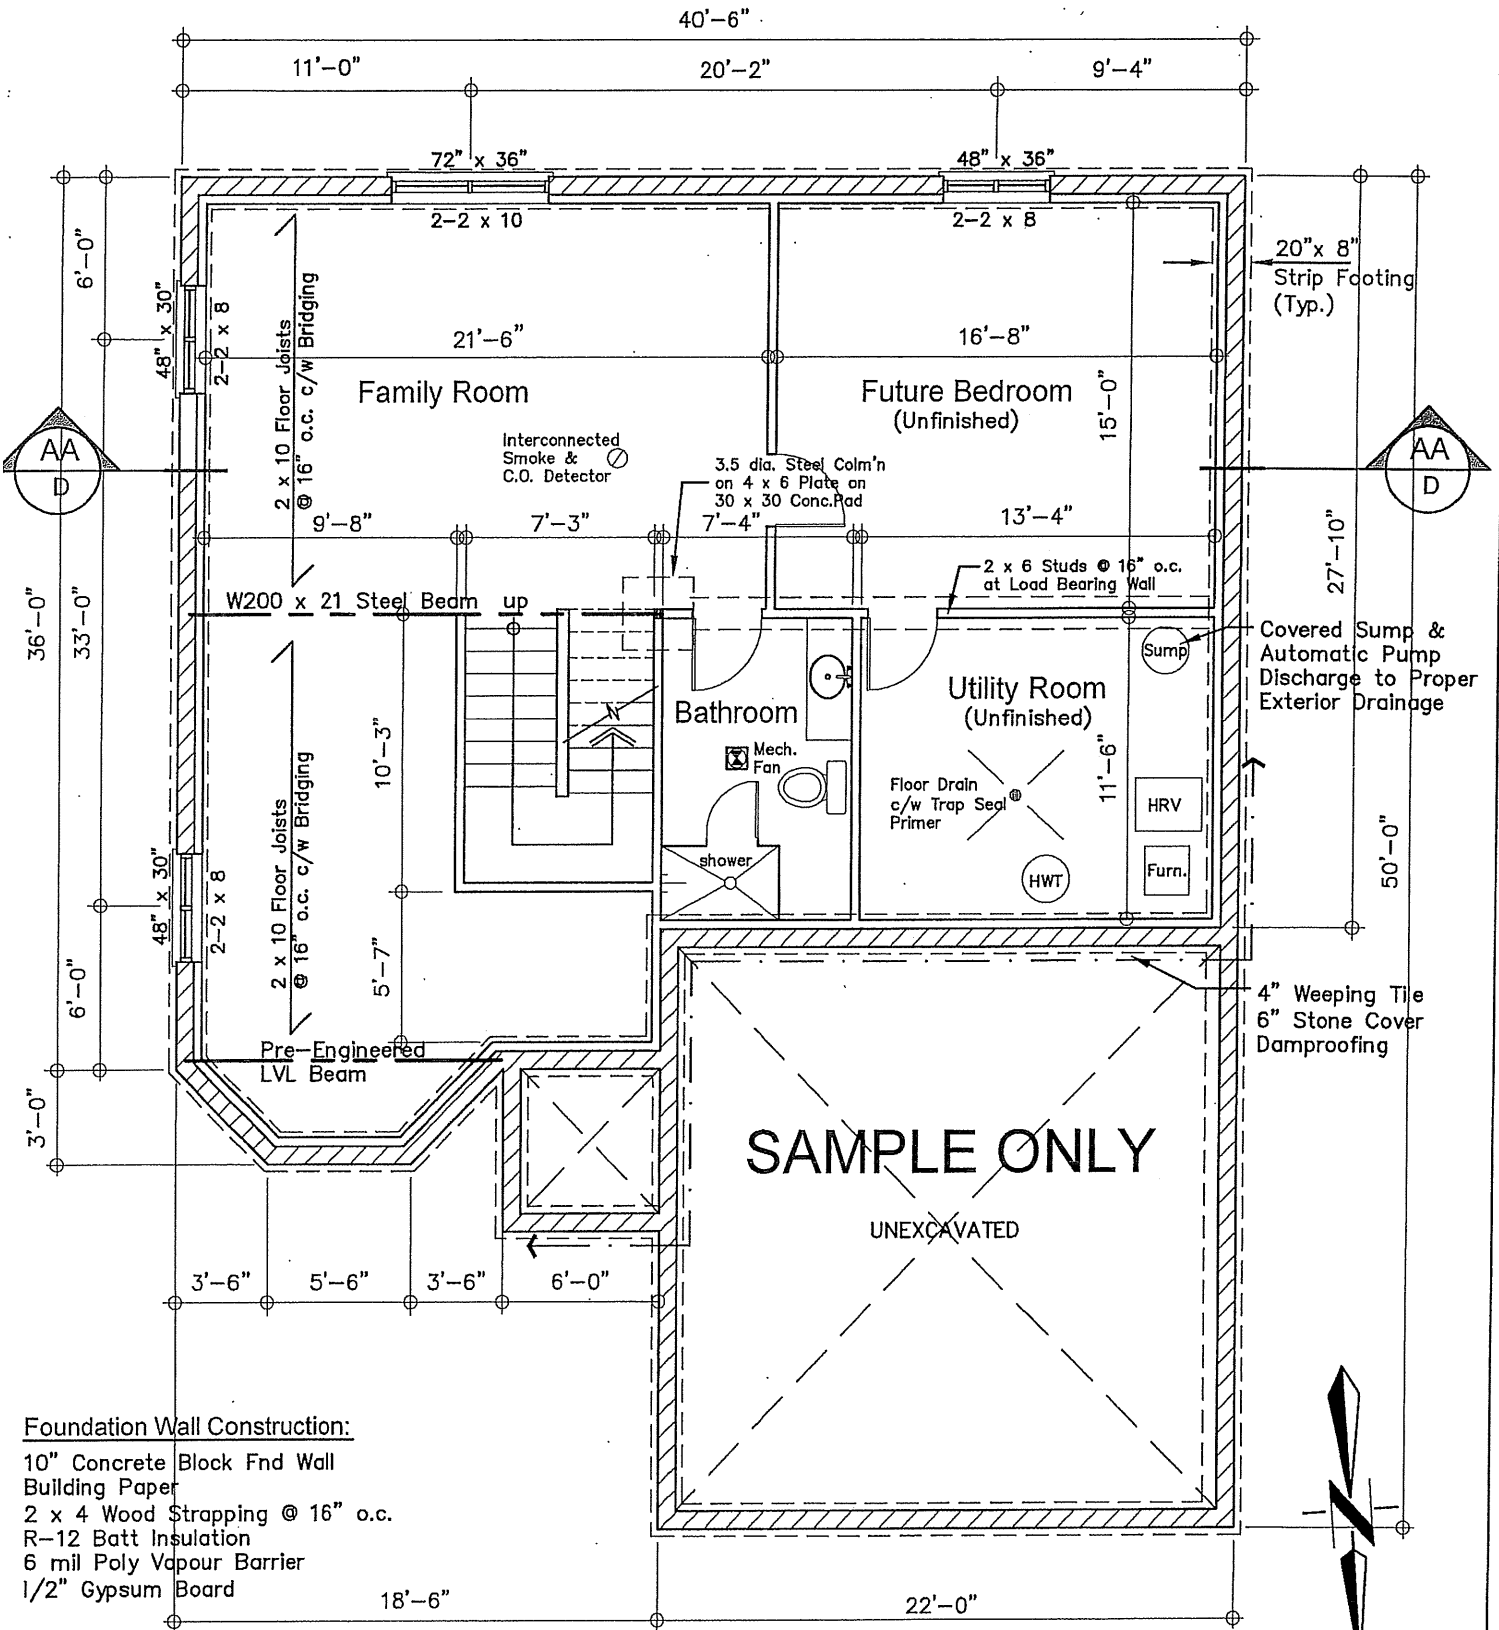 40'-6"
11'-0"
20'-2"
9'-4"
72" x 36"
48" x 36"
2-2 x 10
2-2 x 8
6'-0"
48" x 30"
2-2 x 8
2 x 10 Floor Joists
@ 16" o.c. c/w Bridging
20"x 8"
Strip Footing
(Typ.)
21'-6"
16'-8"
Family Room
Future Bedroom
(Unfinished)
15'-0"
Interconnected
Smoke &
C.O. Detector
3.5 dia. Steel Colm'n
on 4 x 6 Plate on
30 x 30 Conc.Pad
AA
D
AA
D
9'-8"
7'-3"
7'-4"
13'-4"
27'-10"
2 x 6 Studs @ 16" o.c.
at Load Bearing Wall
W200 x 21 Steel Beam
up
36'-0"
33'-0"
Sump
Covered Sump &
Automatic Pump
Discharge to Proper
Exterior Drainage
Utility Room
(Unfinished)
Bathroom
N
10'-3"
Mech.
Fan
11'-6"
Floor Drain
c/w Trap Seal
Primer
HRV
50'-0"
2 x 10 Floor Joists
@ 16" o.c. c/w Bridging
48" x 30"
2-2 x 8
shower
HWT
Furn.
6'-0"
5'-7"
4" Weeping Tile
6" Stone Cover
Damproofing
Pre-Engineered
LVL Beam
3'-0"
SAMPLE ONLY
UNEXCAVATED
3'-6"
5'-6"
3'-6"
6'-0"
Foundation Wall Construction:
10" Concrete Block Fnd Wall
Building Paper
2 x 4 Wood Strapping @ 16" o.c.
R-12 Batt Insulation
6 mil Poly Vapour Barrier
1/2" Gypsum Board
N
18'-6"
22'-0"